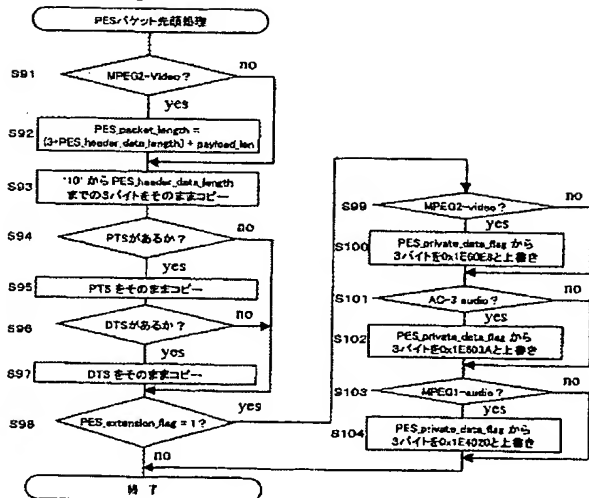 PESパケット先頭処理
S91
MPEG2-Video?
no
yes
S92
PES_packet_length =
(3+PES_header_data_length) + payload_len
S93
'10' から PES_header_data_length
までの3バイトをそのままコピー
S94
PTSがあるか?
no
yes
S95
PTS をそのままコピー
S96
DTSがあるか?
no
yes
S97
DTS をそのままコピー
S98
PES_extension_flag = 1?
yes
no
終了
S99
MPEG2-video?
no
yes
S100
PES_private_data_flag から
3バイトを0x1E60E8と上書き
S101
AC-3 audio?
no
yes
S102
PES_private_data_flag から
3バイトを0x1E603Aと上書き
S103
MPEG1-audio?
no
yes
S104
PES_private_data_flag から
3バイトを0x1E4020と上書き